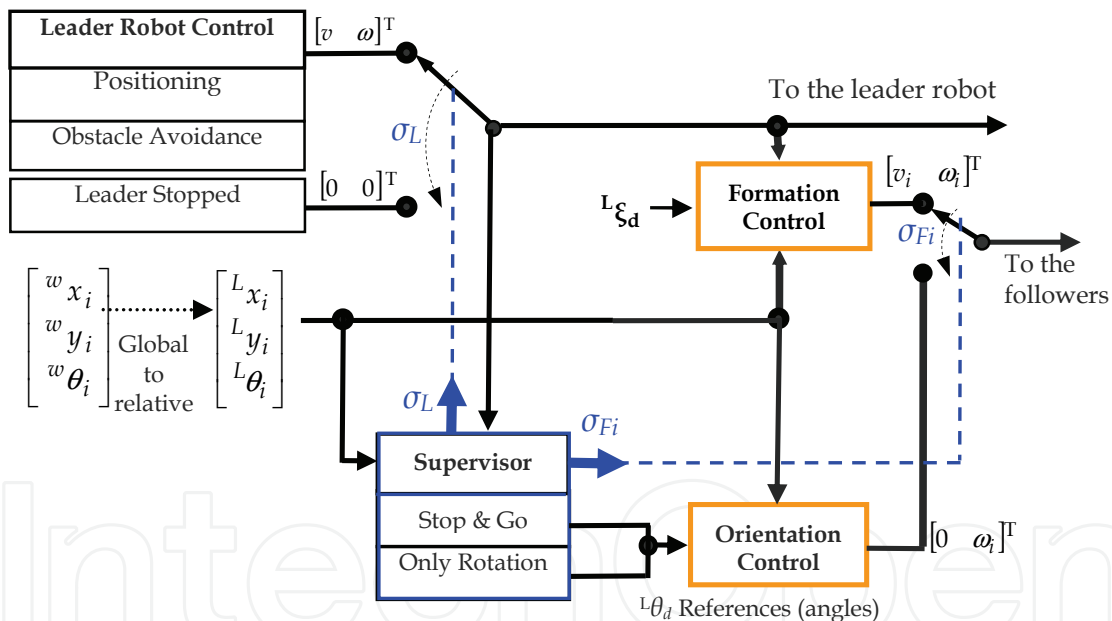 Leader Robot Control
Positioning
Obstacle Avoidance
Leader Stopped
[v ω]ᵀ
[0 0]ᵀ
σL
To the leader robot
Formation
Control
ᴸξd
[vi ωi]ᵀ
σFi
To the
followers
ʷxi
ʷyi
ʷθi
Global
to
relative
ᴸxi
ᴸyi
ᴸθi
σL
σFi
Supervisor
Stop & Go
Only Rotation
Orientation
Control
[0 ωi]ᵀ
ᴸθd References (angles)
InTechOpen